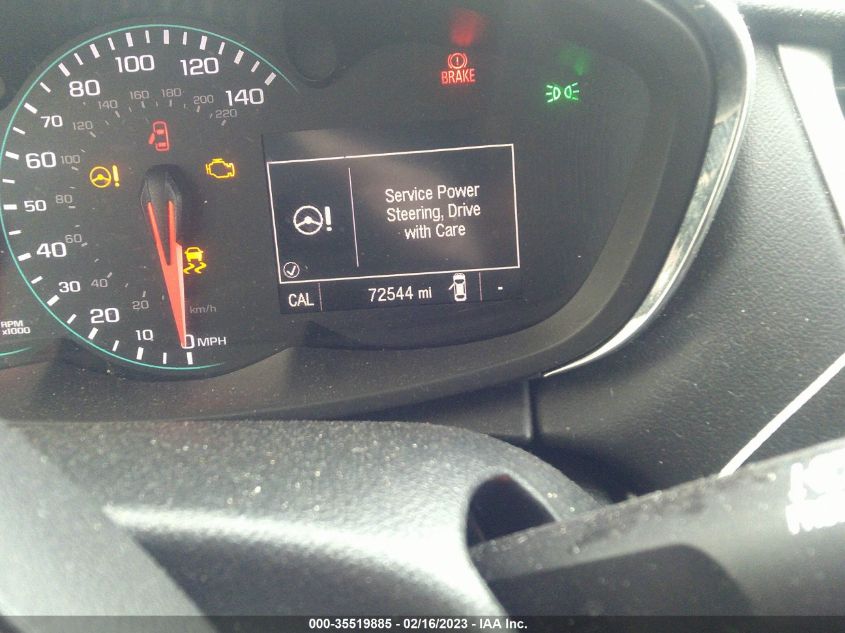 100
120
80
140
160
180
200
220
140
70
120
60
100
50
80
40
60
30
40
20
20
km/h
10
0 MPH
RPM
x1000
BRAKE
Service Power
Steering, Drive
with Care
CAL
72544 mi
-
000-35519885 - 02/16/2023 - IAA Inc.